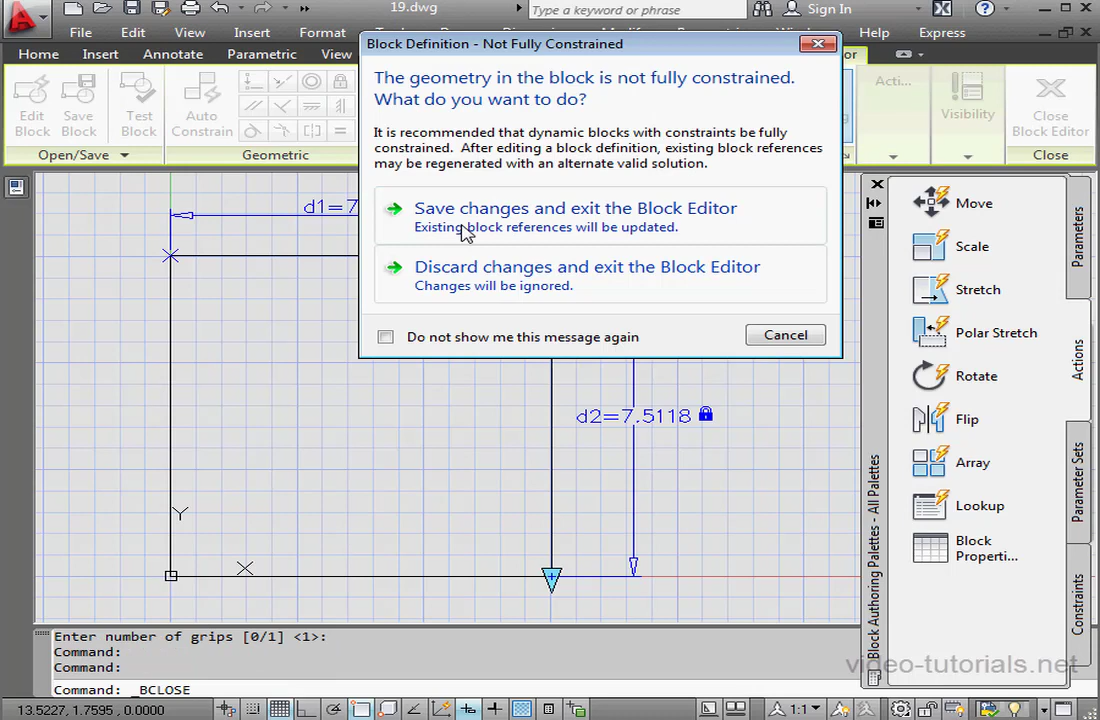 19.dwg
Type a keyword or phrase
Sign In
File
Edit
View
Insert
Format
Help
Express
Home
Insert
Annotate
Parametric
View
Edit
Block
Save
Block
Test
Block
Auto
Constrain
Open/Save
Geometric
Acti...
Visibility
Close
Block Editor
Close
Block Definition - Not Fully Constrained
The geometry in the block is not fully constrained.
What do you want to do?
It is recommended that dynamic blocks with constraints be fully
constrained. After editing a block definition, existing block references
may be regenerated with an alternate valid solution.
Save changes and exit the Block Editor
Existing block references will be updated.
Discard changes and exit the Block Editor
Changes will be ignored.
Do not show me this message again
Cancel
d1=7
d2=7.5118
Y
X
Move
Scale
Stretch
Polar Stretch
Rotate
Flip
Array
Lookup
Block
Properti...
Parameters
Actions
Parameter Sets
Constraints
Block Authoring Palettes - All Palettes
Enter number of grips [0/1] <1>:
Command:
Command:
Command: _BCLOSE
video-tutorials.net
13.5227, 1.7595, 0.0000
1:1